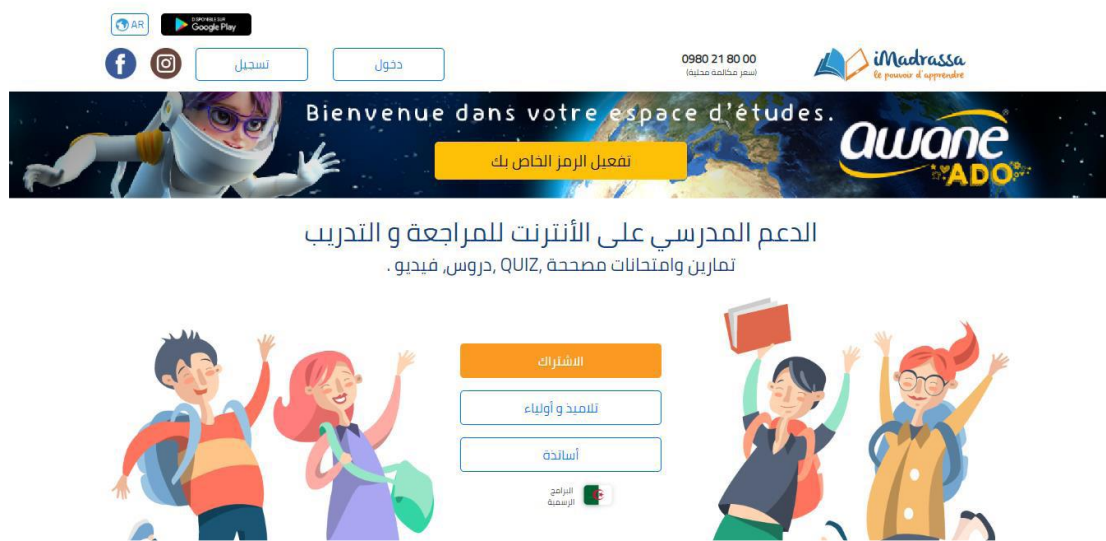 AR
DISPONIBLE SUR
Google Play
تسجيل
دخول
0980 21 80 00
(سعر مكالمة محلية)
iMadrassa
le pouvoir d'apprendre
Bienvenue dans votre espace d'études.
تفعيل الرمز الخاص بك
awane
ADO
الدعم المدرسي على الأنترنت للمراجعة و التدريب
تمارين وامتحانات مصححة ,QUIZ ,دروس, فيديو .
الاشتراك
تلاميذ و أولياء
أساتذة
البرامج
الرسمية